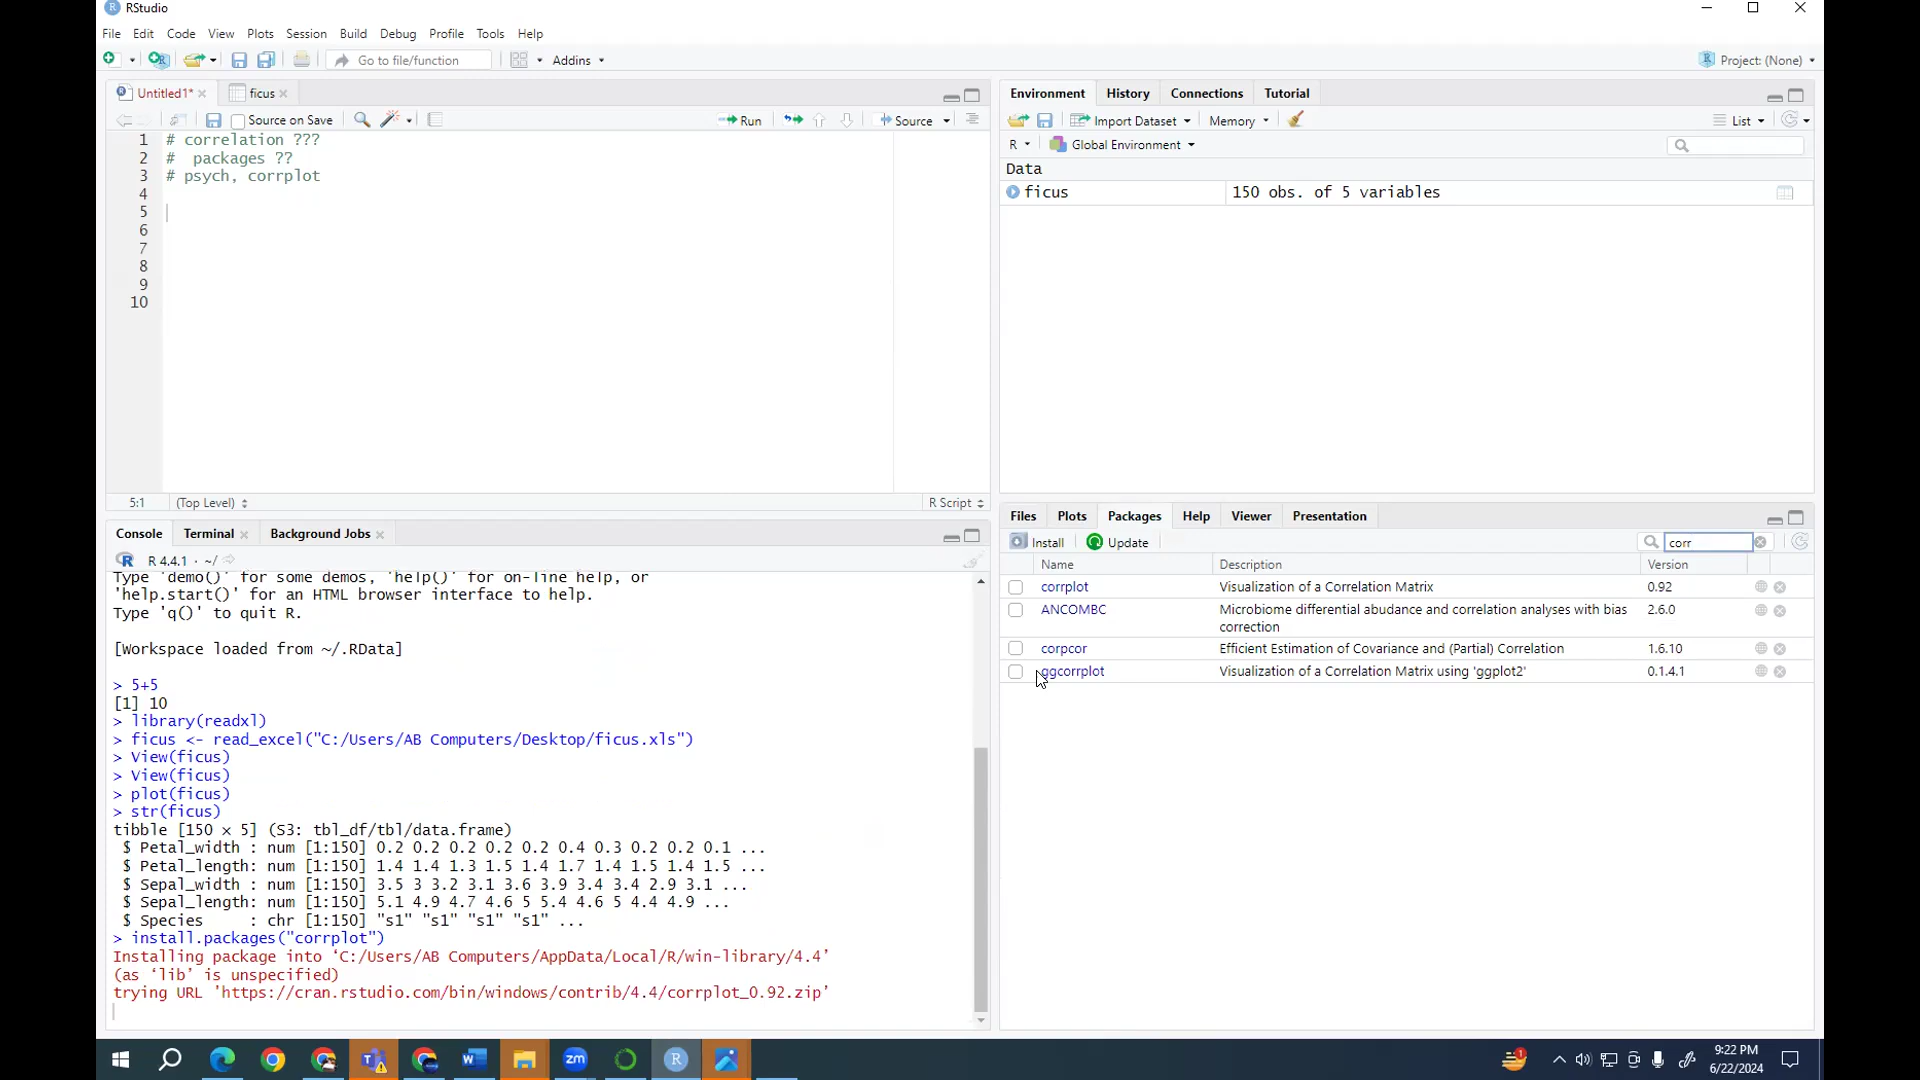 RStudio
File Edit Code View Plots Session Build Debug Profile Tools Help
Go to file/function Addins Project: (None)
Untitled1* ficus
Source on Save Run Source
1 # correlation ???
2 #  packages ??
3 # psych, corrplot
4
5
6
7
8
9
10
5:1 (Top Level) R Script
Console Terminal Background Jobs
R 4.4.1 · ~/
Type 'demo()' for some demos, 'help()' for on-line help, or
'help.start()' for an HTML browser interface to help.
Type 'q()' to quit R.
[Workspace loaded from ~/.RData]
> 5+5
[1] 10
> library(readxl)
> ficus <- read_excel("C:/Users/AB Computers/Desktop/ficus.xls")
> View(ficus)
> View(ficus)
> plot(ficus)
> str(ficus)
tibble [150 × 5] (S3: tbl_df/tbl/data.frame)
$ Petal_width : num [1:150] 0.2 0.2 0.2 0.2 0.2 0.4 0.3 0.2 0.2 0.1 ...
$ Petal_length: num [1:150] 1.4 1.4 1.3 1.5 1.4 1.7 1.4 1.5 1.4 1.5 ...
$ Sepal_width : num [1:150] 3.5 3 3.2 3.1 3.6 3.9 3.4 3.4 2.9 3.1 ...
$ Sepal_length: num [1:150] 5.1 4.9 4.7 4.6 5 5.4 4.6 5 4.4 4.9 ...
$ Species     : chr [1:150] "s1" "s1" "s1" "s1" ...
> install.packages("corrplot")
Installing package into ‘C:/Users/AB Computers/AppData/Local/R/win-library/4.4’
(as ‘lib’ is unspecified)
trying URL 'https://cran.rstudio.com/bin/windows/contrib/4.4/corrplot_0.92.zip'
Environment History Connections Tutorial
Import Dataset Memory List
R Global Environment
Data
ficus 150 obs. of 5 variables
Files Plots Packages Help Viewer Presentation
Install Update corr
Name Description Version
corrplot Visualization of a Correlation Matrix 0.92
ANCOMBC Microbiome differential abudance and correlation analyses with bias correction 2.6.0
corpcor Efficient Estimation of Covariance and (Partial) Correlation 1.6.10
ggcorrplot Visualization of a Correlation Matrix using 'ggplot2' 0.1.4.1
zm
R
9:22 PM
6/22/2024